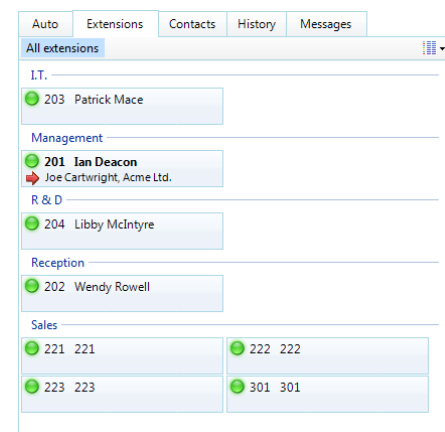 Auto Extensions Contacts History Messages
All extensions
I.T.
203 Patrick Mace
Management
201 Ian Deacon
Joe Cartwright, Acme Ltd.
R & D
204 Libby McIntyre
Reception
202 Wendy Rowell
Sales
221 221 222 222
223 223 301 301